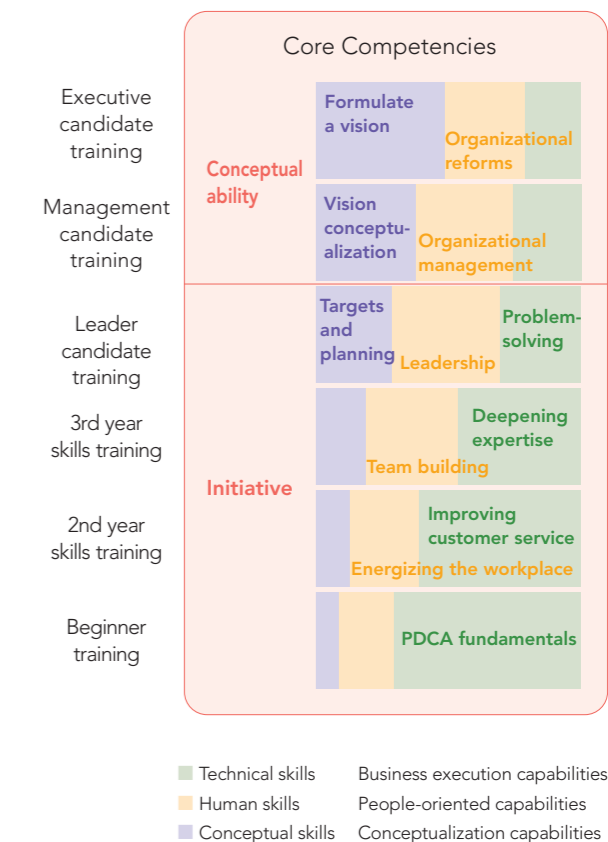 Core Competencies
Executive
candidate
training
Conceptual
ability
Formulate
a vision
Organizational
reforms
Management
candidate
training
Vision
conceptu-
alization
Organizational
management
Leader
candidate
training
Initiative
Targets
and
planning
Leadership
Problem-
solving
3rd year
skills training
Team building
Deepening
expertise
2nd year
skills training
Improving
customer service
Energizing the workplace
Beginner
training
PDCA fundamentals
Technical skills Business execution capabilities
Human skills People-oriented capabilities
Conceptual skills Conceptualization capabilities